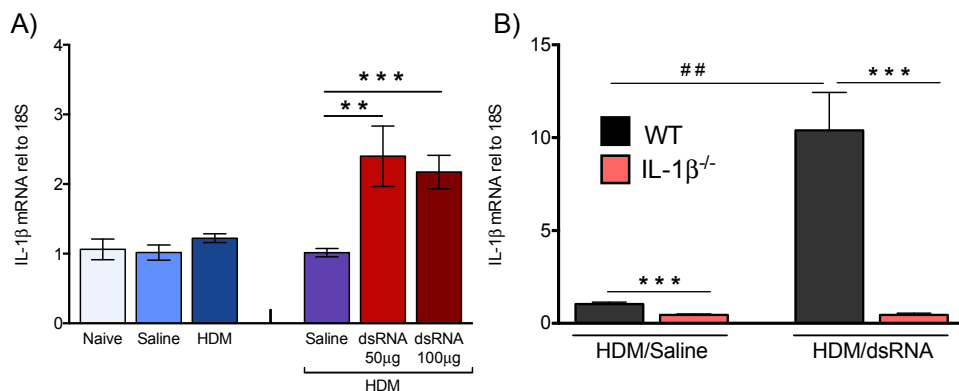 A)
IL-1β mRNA rel to 18S
4
3
2
1
0
* * *
* *
Naive Saline HDM Saline dsRNA dsRNA
50µg 100µg
HDM
B)
IL-1β mRNA rel to 18S
15
10
5
0
##
* * *
WT
IL-1β-/-
* * *
HDM/Saline HDM/dsRNA